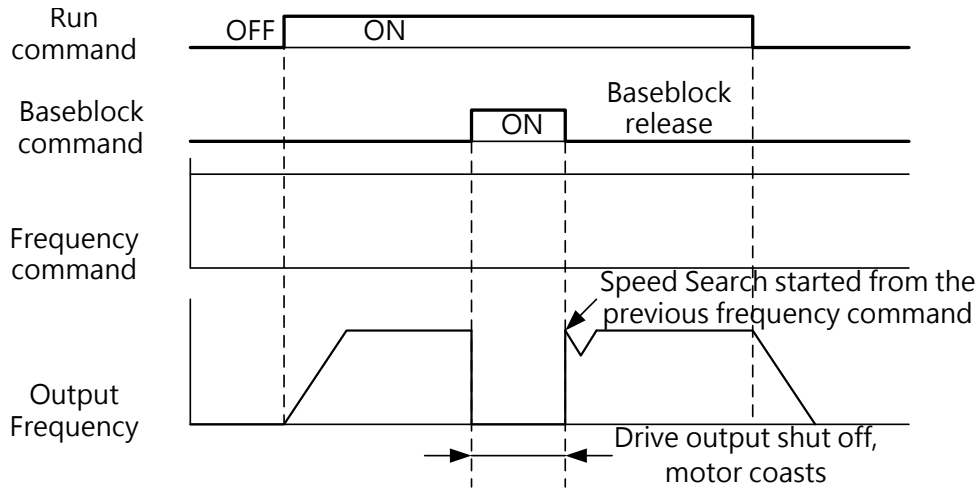 Run
command
OFF
ON
Baseblock
command
ON
Baseblock
release
Frequency
command
Speed Search started from the
previous frequency command
Output
Frequency
Drive output shut off,
motor coasts